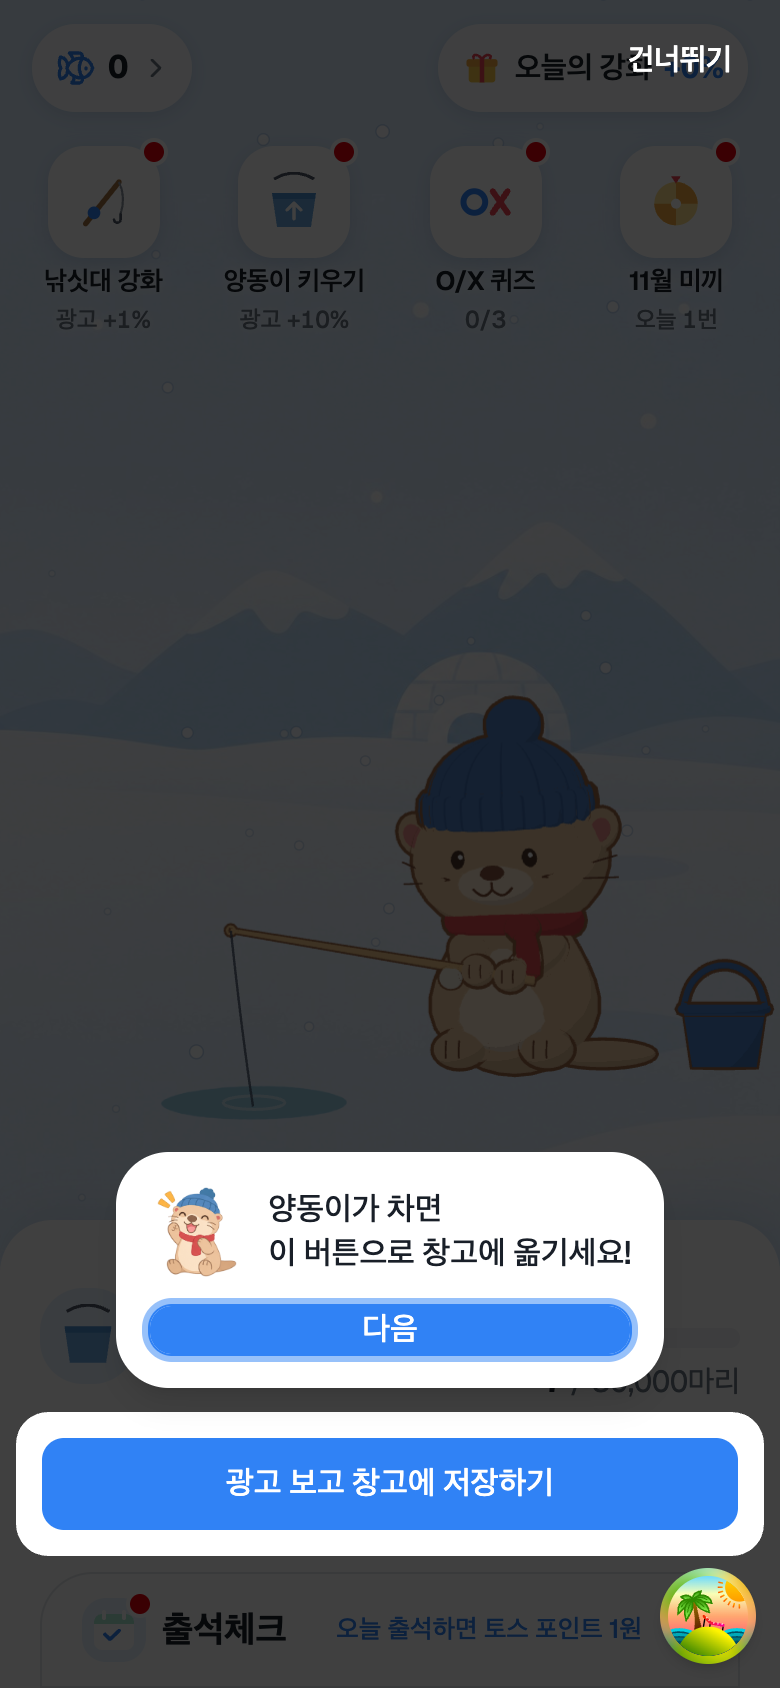 0
오늘의 강화
건너뛰기
낚싯대 강화
양동이 키우기
O/X 퀴즈
11월 미끼
광고 +1%
광고 +10%
0/3
오늘 1번
양동이가 차면
이 버튼으로 창고에 옮기세요!
다음
광고 보고 창고에 저장하기
출석체크
오늘 출석하면 토스 포인트 1원